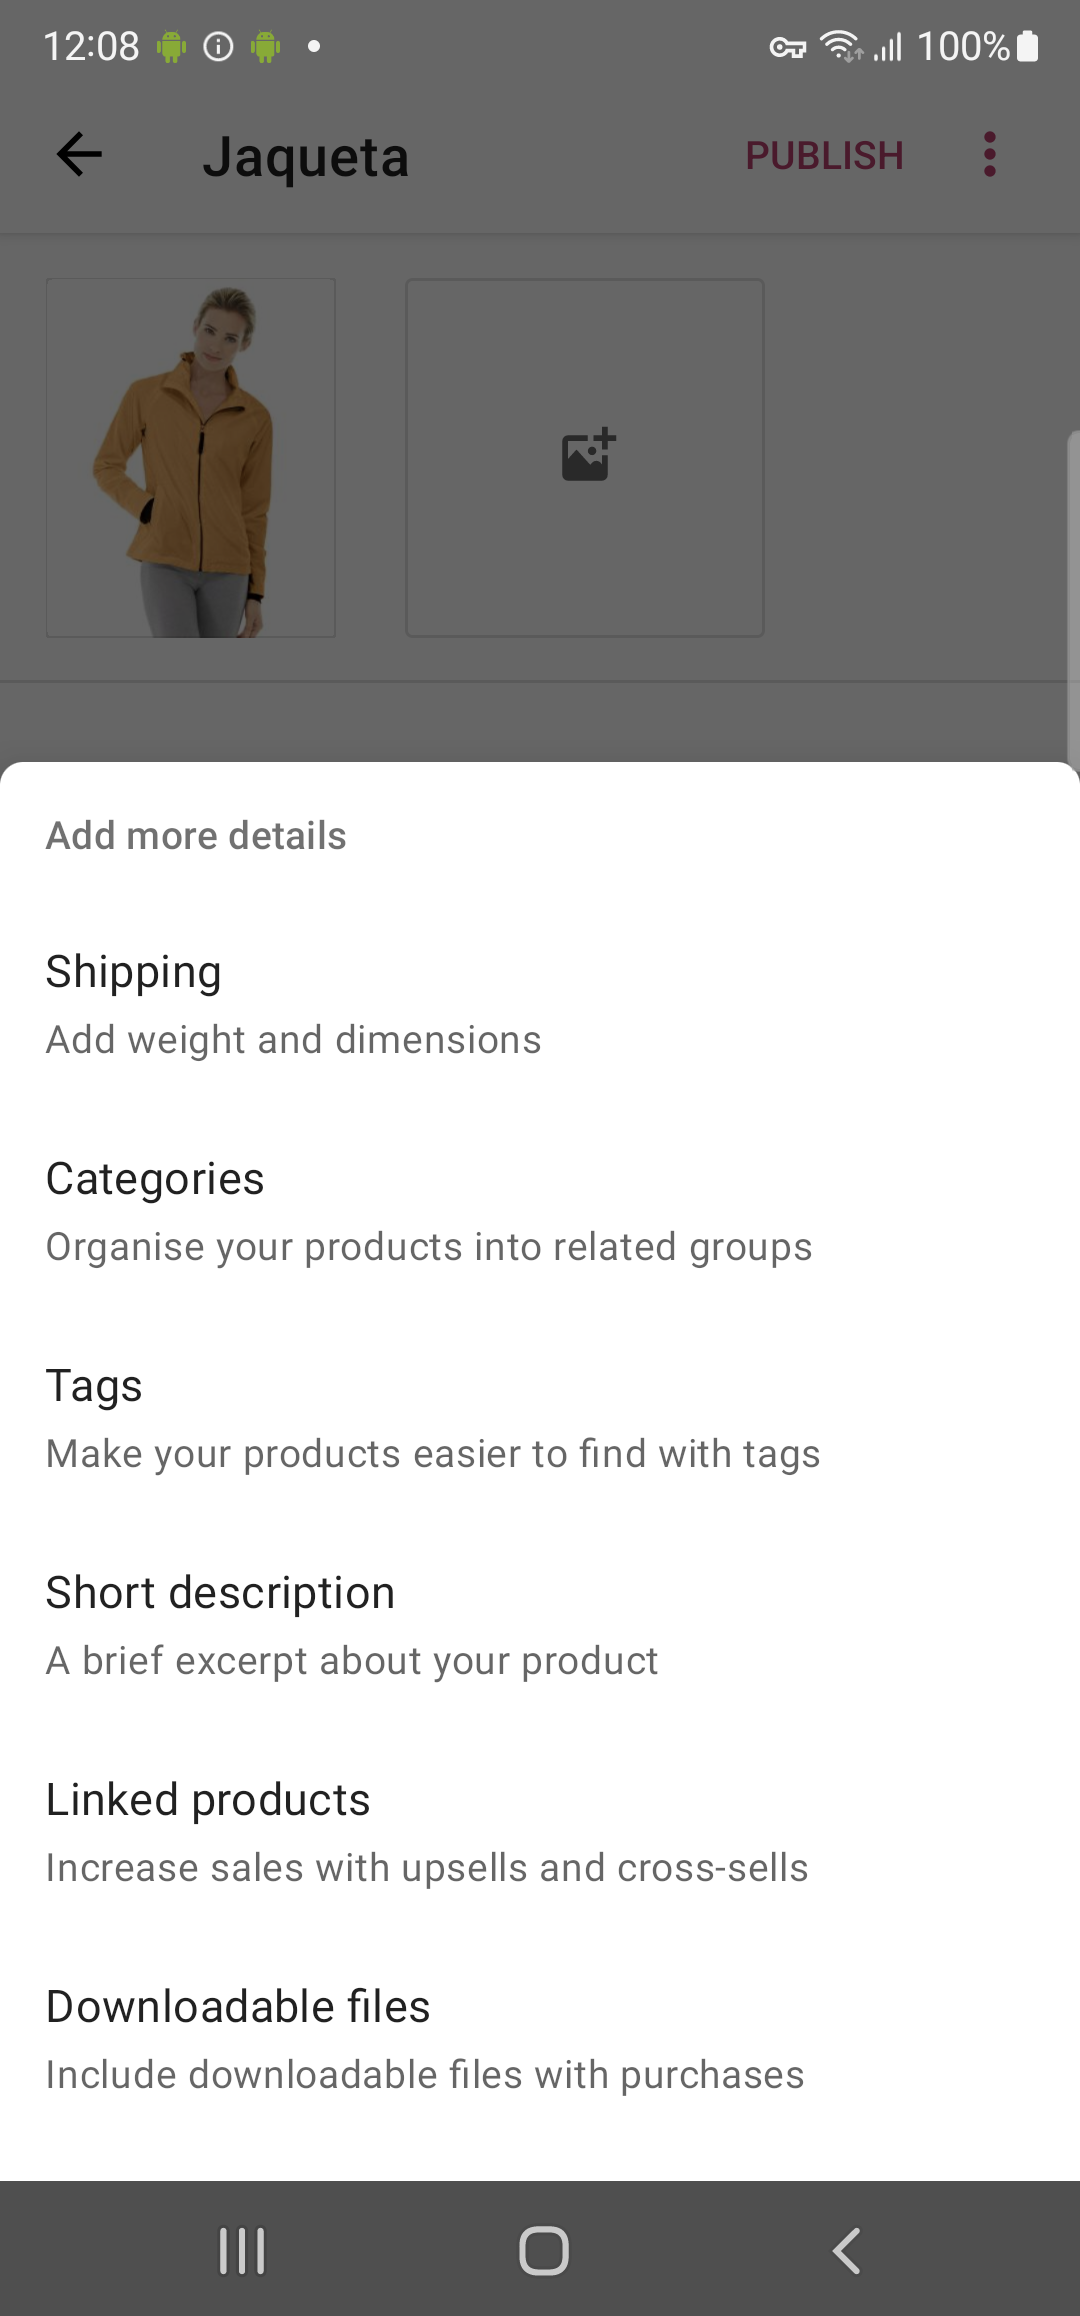 12:08
100%
Jaqueta
PUBLISH
Add more details
Shipping
Add weight and dimensions
Categories
Organise your products into related groups
Tags
Make your products easier to find with tags
Short description
A brief excerpt about your product
Linked products
Increase sales with upsells and cross-sells
Downloadable files
Include downloadable files with purchases